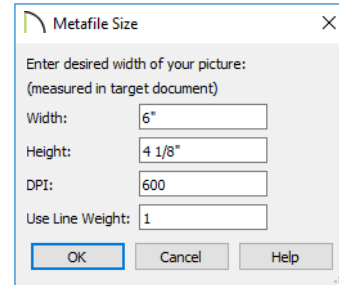 Metafile Size
Enter desired width of your picture:
(measured in target document)
Width: 6"
Height: 4 1/8"
DPI: 600
Use Line Weight: 1
OK Cancel Help